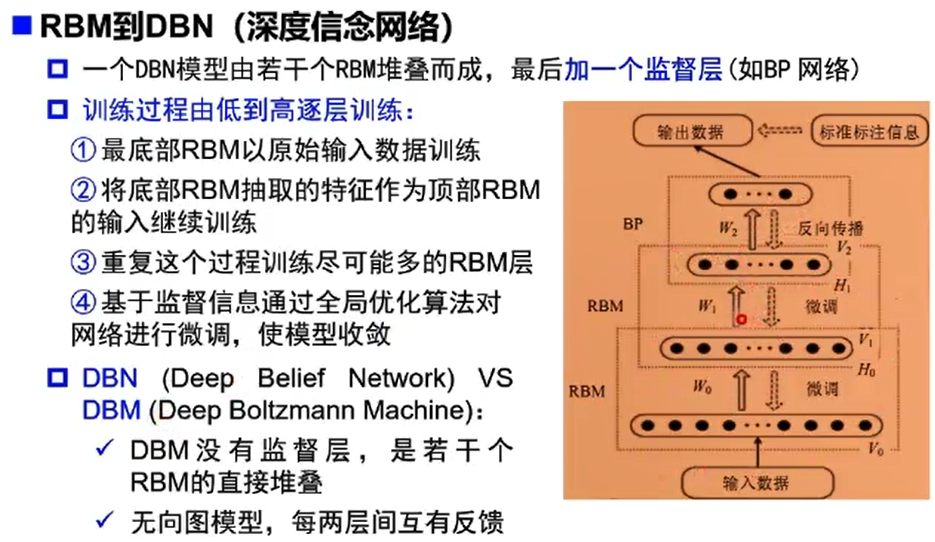 RBM到DBN（深度信念网络）
一个DBN模型由若干个RBM堆叠而成，最后加一个监督层(如BP 网络)
训练过程由低到高逐层训练：
①最底部RBM以原始输入数据训练
②将底部RBM抽取的特征作为顶部RBM
的输入继续训练
③重复这个过程训练尽可能多的RBM层
④基于监督信息通过全局优化算法对
网络进行微调，使模型收敛
DBN (Deep Belief Network) VS
DBM (Deep Boltzmann Machine)：
✓ DBM没有监督层，是若干个
RBM的直接堆叠
✓ 无向图模型，每两层间互有反馈
输出数据 标准标注信息
BP W₂ 反向传播
V₂
H₁
RBM W₁ 微调
V₁
H₀
RBM W₀ 微调
V₀
输入数据